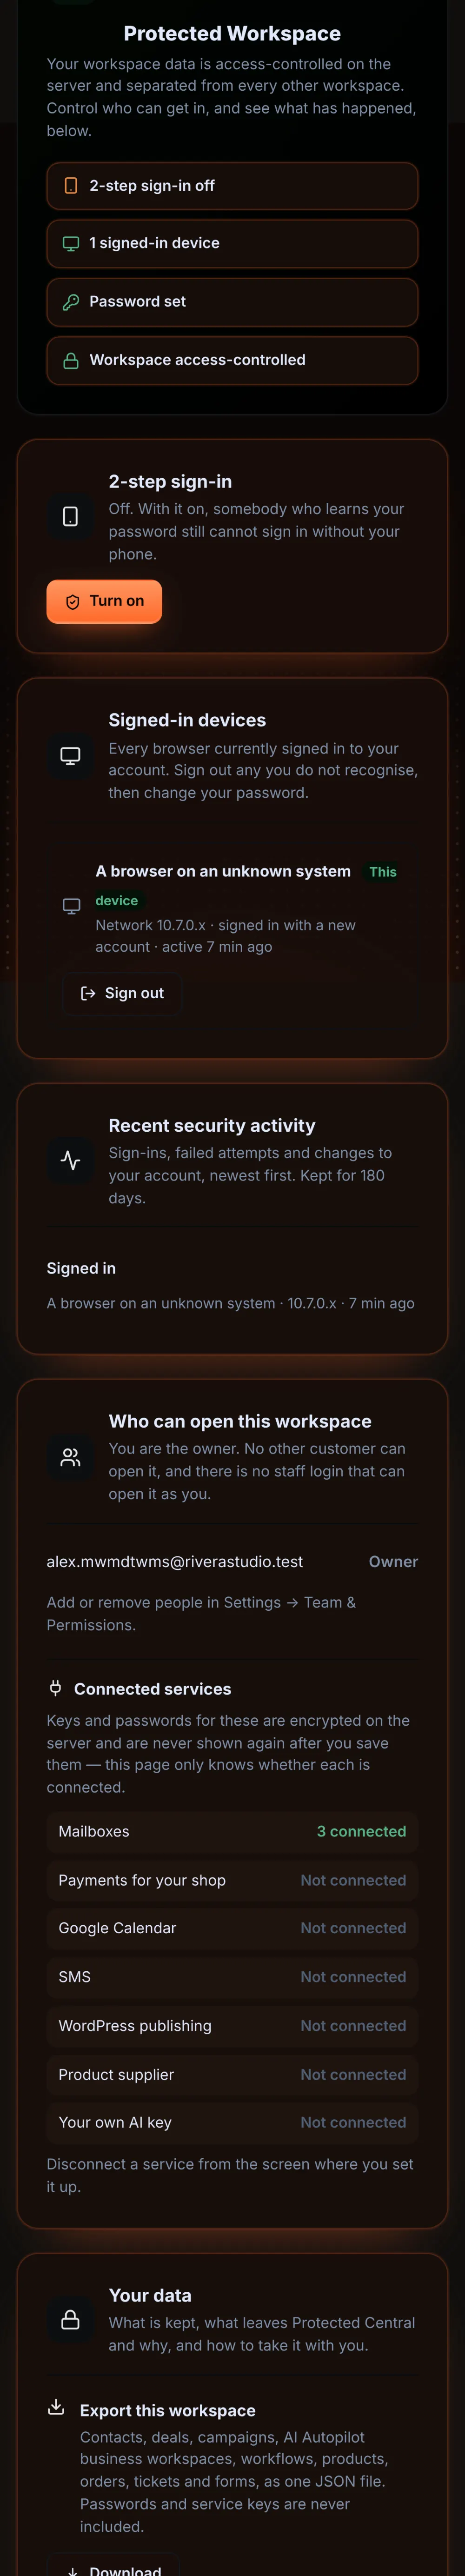 Protected Workspace
Your workspace data is access-controlled on the
server and separated from every other workspace.
Control who can get in, and see what has happened,
below.
2-step sign-in off
1 signed-in device
Password set
Workspace access-controlled
2-step sign-in
Off. With it on, somebody who learns your
password still cannot sign in without your
phone.
Turn on
Signed-in devices
Every browser currently signed in to your
account. Sign out any you do not recognise,
then change your password.
A browser on an unknown system This
device
Network 10.7.0.x · signed in with a new
account · active 7 min ago
Sign out
Recent security activity
Sign-ins, failed attempts and changes to
your account, newest first. Kept for 180
days.
Signed in
A browser on an unknown system · 10.7.0.x · 7 min ago
Who can open this workspace
You are the owner. No other customer can
open it, and there is no staff login that can
open it as you.
alex.mwmdtwms@riverastudio.test Owner
Add or remove people in Settings → Team &
Permissions.
Connected services
Keys and passwords for these are encrypted on the
server and are never shown again after you save
them — this page only knows whether each is
connected.
Mailboxes 3 connected
Payments for your shop Not connected
Google Calendar Not connected
SMS Not connected
WordPress publishing Not connected
Product supplier Not connected
Your own AI key Not connected
Disconnect a service from the screen where you set
it up.
Your data
What is kept, what leaves Protected Central
and why, and how to take it with you.
Export this workspace
Contacts, deals, campaigns, AI Autopilot
business workspaces, workflows, products,
orders, tickets and forms, as one JSON file.
Passwords and service keys are never
included.
Download